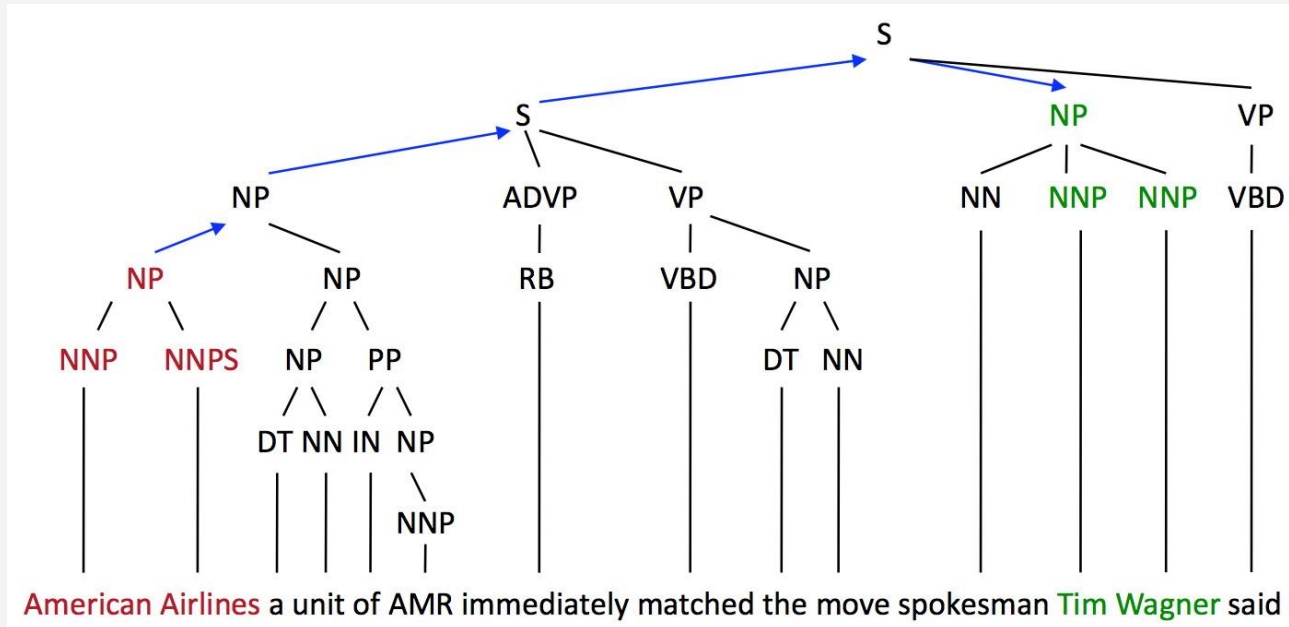 S
S NP VP
NP ADVP VP NN NNP NNP VBD
NP NP RB VBD NP
NNP NNPS NP PP DT NN
DT NN IN NP
NNP
American Airlines a unit of AMR immediately matched the move spokesman Tim Wagner said